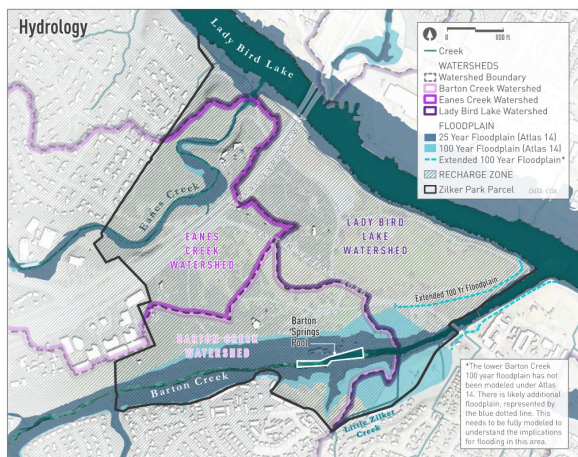 Hydrology
0 800 ft
Creek
WATERSHEDS
Watershed Boundary
Barton Creek Watershed
Eanes Creek Watershed
Lady Bird Lake Watershed
FLOODPLAIN
25 Year Floodplain (Atlas 14)
100 Year Floodplain (Atlas 14)
Extended 100 Year Floodplain*
RECHARGE ZONE
Zilker Park Parcel
DATA: COA
Lady Bird Lake
Eanes Creek
EANES
CREEK
WATERSHED
LADY BIRD
LAKE
WATERSHED
Extended 100 Yr Floodplain
Barton
Springs
Pool
BARTON CREEK
WATERSHED
Barton Creek
Little Zilker
Creek
*The lower Barton Creek
100 year floodplain has not
been modeled under Atlas
14. There is likely additional
floodplain, represented by
the blue dotted line. This
needs to be fully modeled to
understand the implications
for flooding in this area.